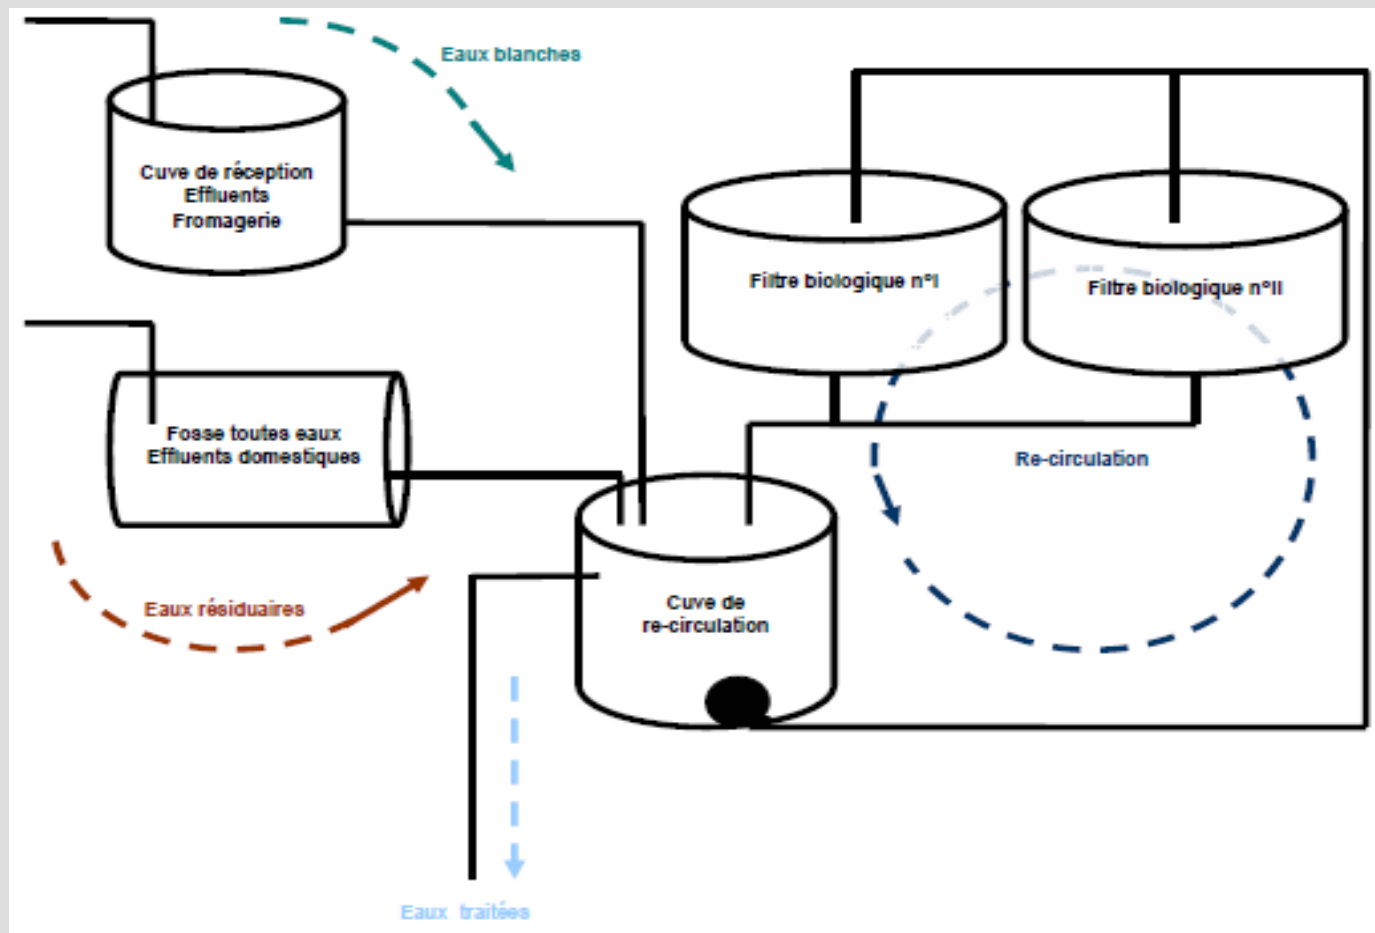 Eaux blanches
Cuve de réception
Effluents
Fromagerie
Filtre biologique n°I
Filtre biologique n°II
Fosse toutes eaux
Effluents domestiques
Re-circulation
Eaux résiduaires
Cuve de
re-circulation
Eaux traitées